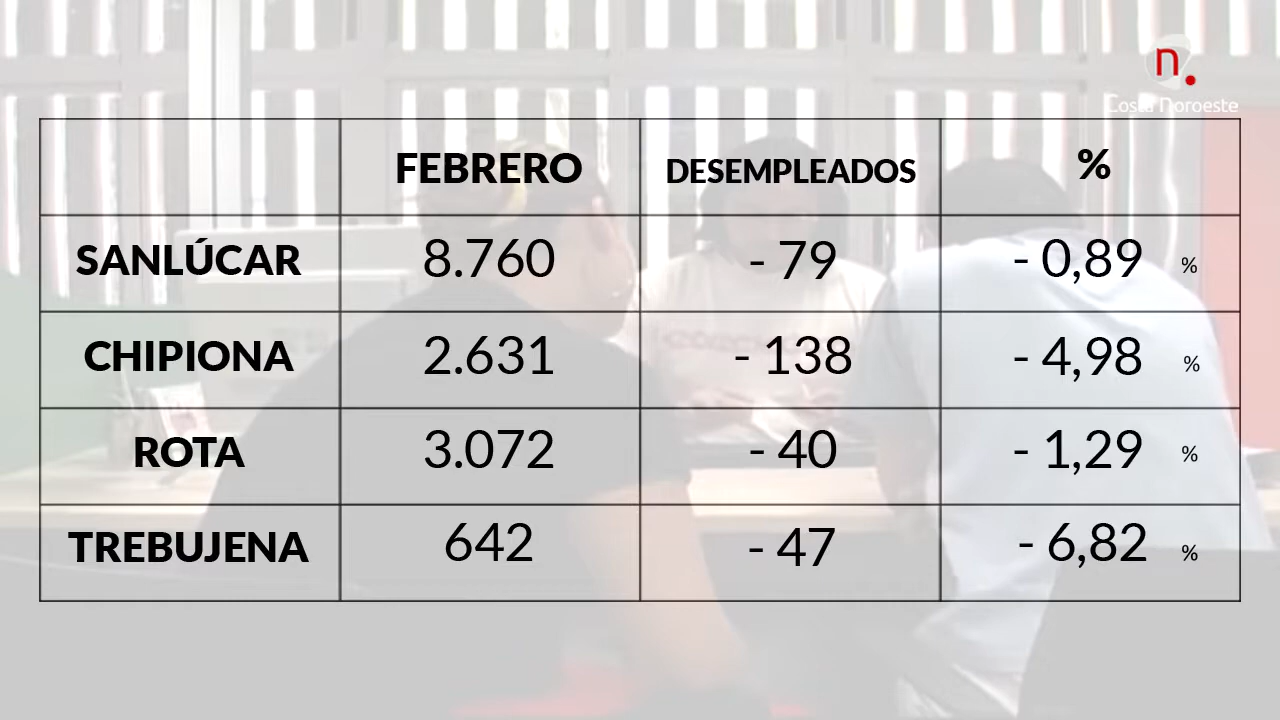 n.
Costa Noroeste
FEBRERO DESEMPLEADOS %
SANLÚCAR 8.760 - 79 - 0,89 %
CHIPIONA 2.631 - 138 - 4,98 %
ROTA 3.072 - 40 - 1,29 %
TREBUJENA 642 - 47 - 6,82 %